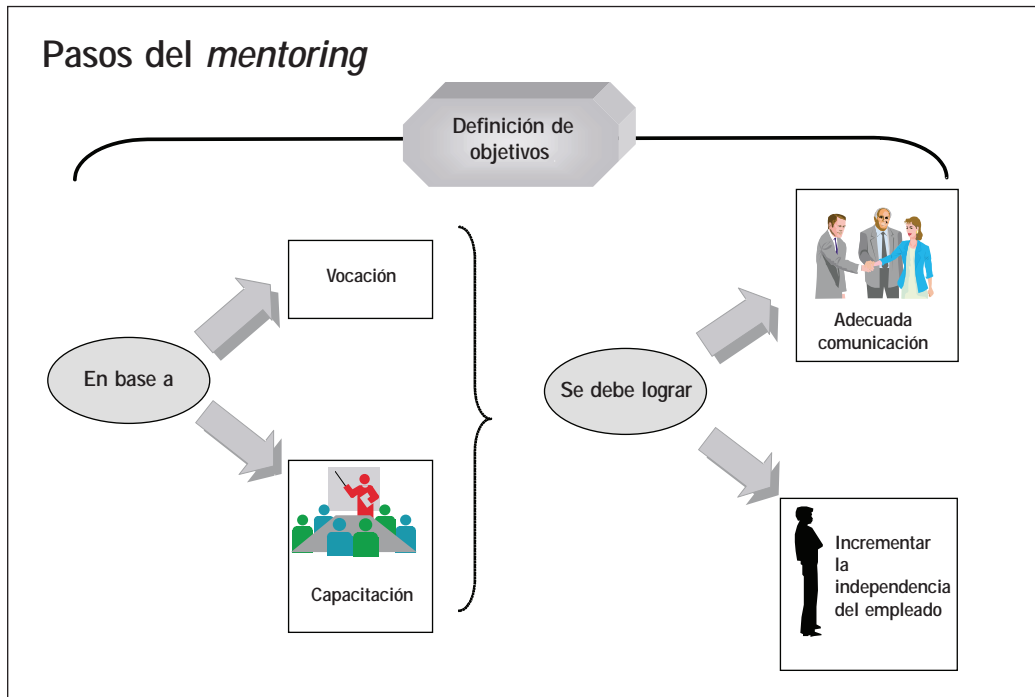 Pasos del mentoring
Definición de
objetivos
En base a
Vocación
Capacitación
Se debe lograr
Adecuada
comunicación
Incrementar
la
independencia
del empleado